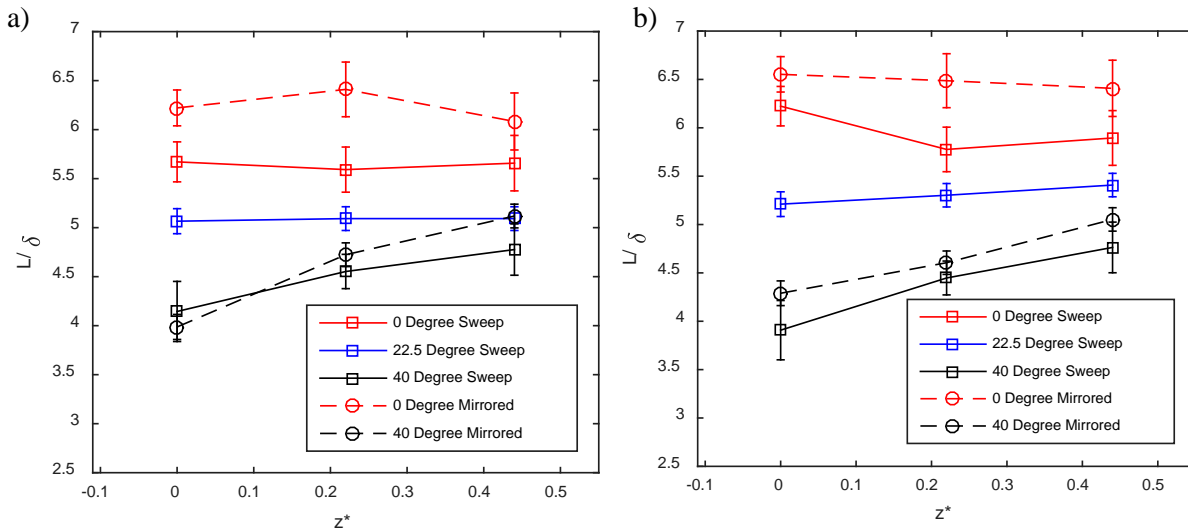 a)
7
6.5
6
5.5
5
4.5
4
3.5
3
2.5
L/ δ
-0.1 0 0.1 0.2 0.3 0.4 0.5
z*
0 Degree Sweep
22.5 Degree Sweep
40 Degree Sweep
0 Degree Mirrored
40 Degree Mirrored
b)
7
6.5
6
5.5
5
4.5
4
3.5
3
2.5
L/ δ
-0.1 0 0.1 0.2 0.3 0.4 0.5
z*
0 Degree Sweep
22.5 Degree Sweep
40 Degree Sweep
0 Degree Mirrored
40 Degree Mirrored